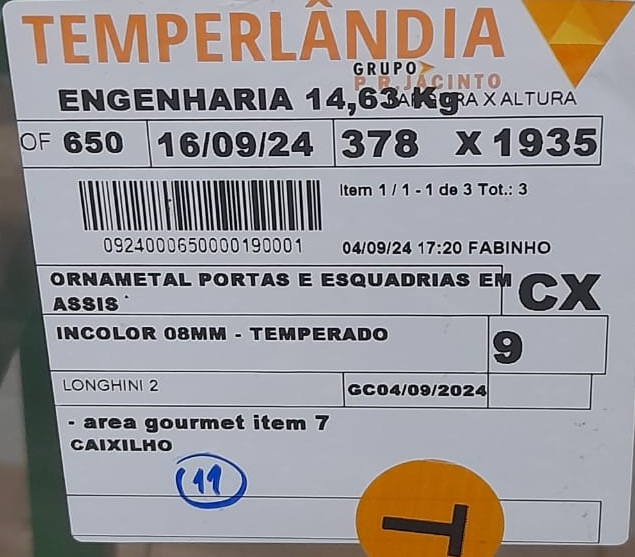 TEMPERLÂNDIA
GRUPO
P.R.JACINTO
ENGENHARIA 14,63 Kg X ALTURA
OF 650 16/09/24 378 X 1935
Item 1 / 1 - 1 de 3 Tot.: 3
0924000650000190001 04/09/24 17:20 FABINHO
ORNAMETAL PORTAS E ESQUADRIAS EM
ASSIS CX
INCOLOR 08MM - TEMPERADO 9
LONGHINI 2 GC04/09/2024
- area gourmet item 7
CAIXILHO
11
T